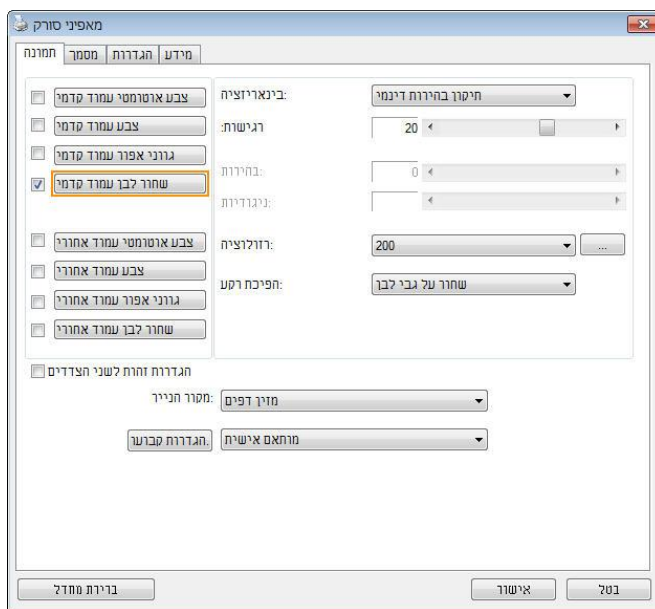 מאפיני סורק
תמונה
מסמך
הגדרות
מידע
צבע אוטומטי עמוד קדמי
צבע עמוד קדמי
גווני אפור עמוד קדמי
שחור לבן עמוד קדמי
צבע אוטומטי עמוד אחורי
צבע עמוד אחורי
גווני אפור עמוד אחורי
שחור לבן עמוד אחורי
בינאריזציה: תיקון בהירות דינמי
רגישות: 20
בהירות: 0
ניגודיות:
רזולוציה: 200 ...
הפיכת רקע: שחור על גבי לבן
הגדרות זהות לשני הצדדים
מקור הנייר: מזין דפים
הגדרות קבוער. מותאם אישית
ברירת מחדל
אישור
בטל